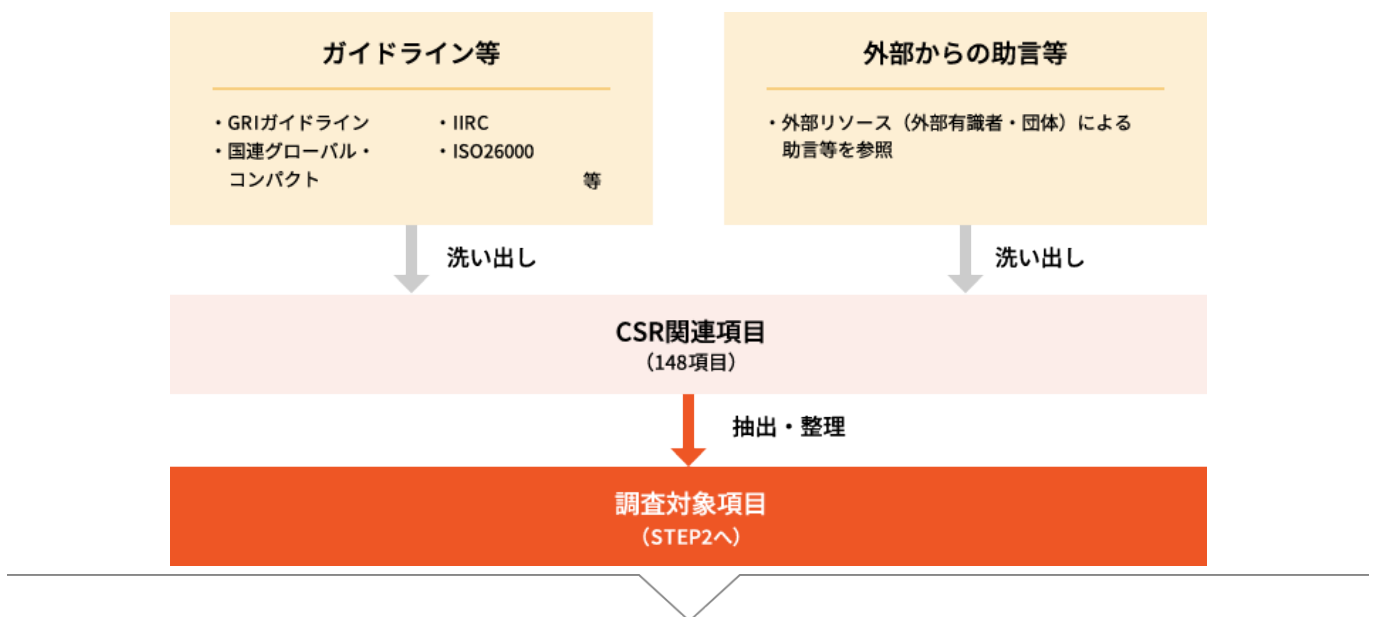 ガイドライン等
・GRIガイドライン
・国連グローバル・
コンパクト
・IIRC
・ISO26000
等
外部からの助言等
・外部リソース（外部有識者・団体）による
助言等を参照
洗い出し
洗い出し
CSR関連項目
（148項目）
抽出・整理
調査対象項目
（STEP2へ）